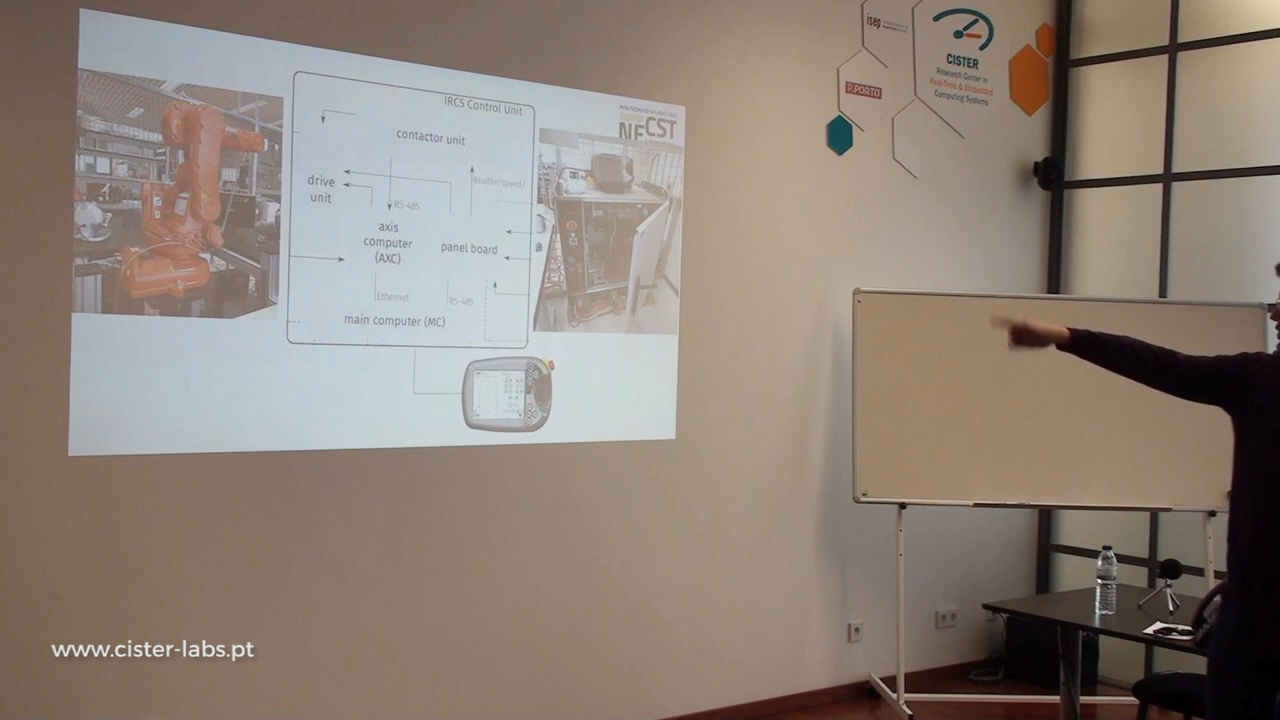 IRC5 Control Unit
contactor unit
drive
unit
enable/speed/
RS-485
axis
computer
(AXC)
panel board
Ethernet
RS-485
main computer (MC)
NECST
isep
P.PORTO
CISTER
Research Center in
Real-Time & Embedded
Computing Systems
www.cister-labs.pt